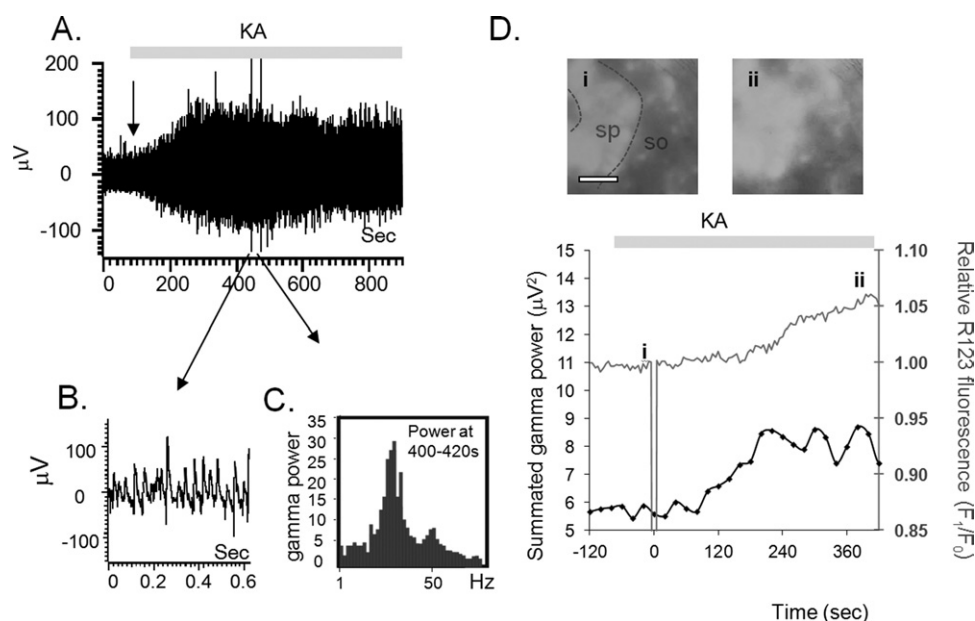 A.
KA
200
100
0
-100
µV
Sec
0 200 400 600 800
B.
100
0
-100
µV
Sec
0 0.2 0.4 0.6
C.
35
30
25
20
15
10
5
0
gamma power
Power at
400-420s
1 50 Hz
D.
i
sp
so
ii
KA
15
14
13
12
11
9
8
7
6
5
Summated gamma power (µV²)
1.10
1.05
1.00
0.95
0.90
0.85
Relative R123 fluorescence (F₁/F₀)
i
ii
-120 0 120 240 360
Time (sec)